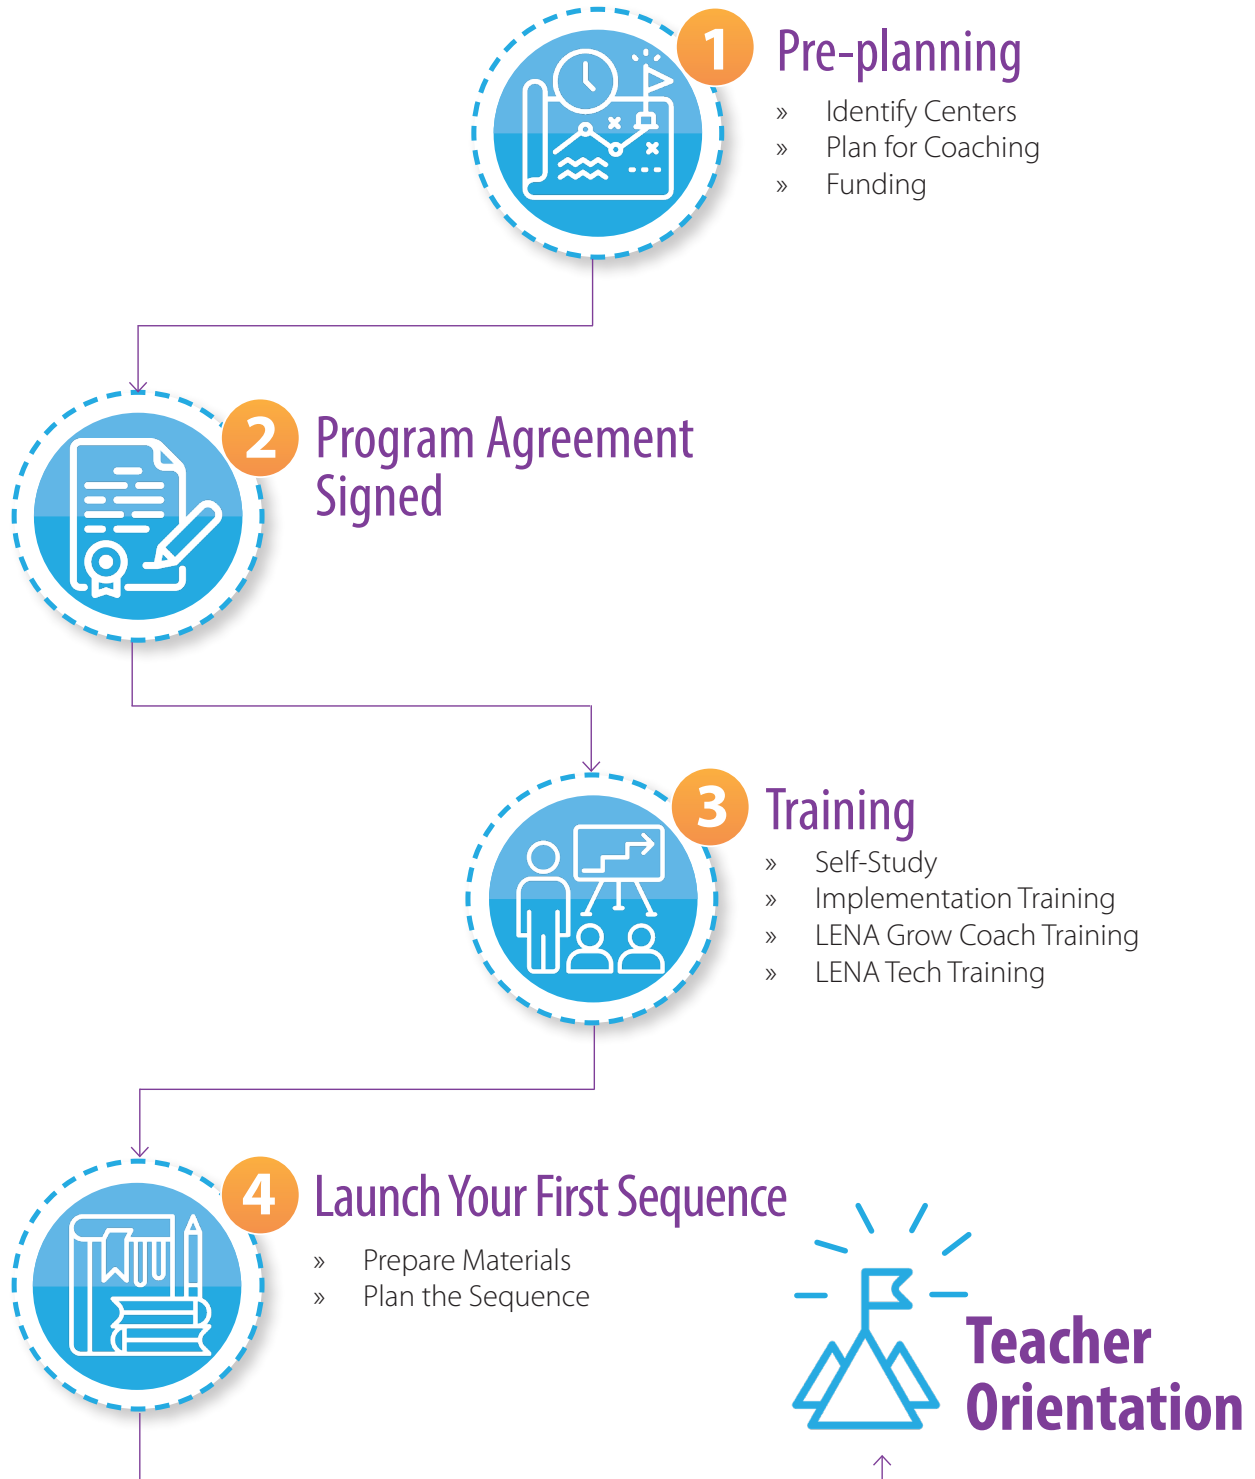 1 Pre-planning
» Identify Centers
» Plan for Coaching
» Funding
2 Program Agreement
Signed
3 Training
» Self-Study
» Implementation Training
» LENA Grow Coach Training
» LENA Tech Training
4 Launch Your First Sequence
» Prepare Materials
» Plan the Sequence
Teacher
Orientation